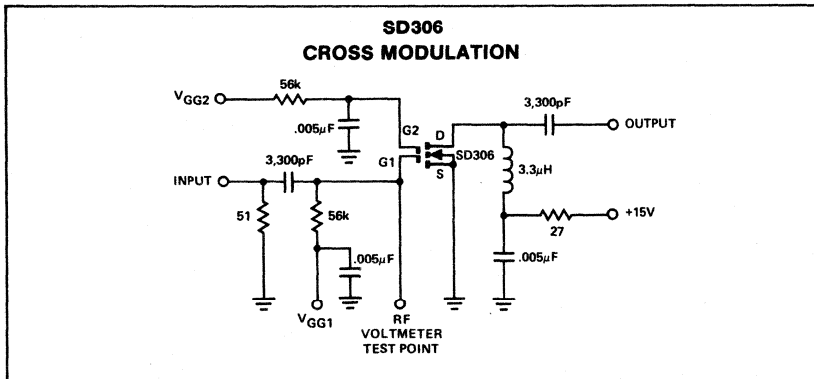 SD306
CROSS MODULATION
VGG2
56k
.005μF
G2
D
3,300pF
OUTPUT
3,300pF
G1
SD306
S
3.3μH
INPUT
51
56k
.005μF
+15V
27
.005μF
VGG1
RF
VOLTMETER
TEST POINT